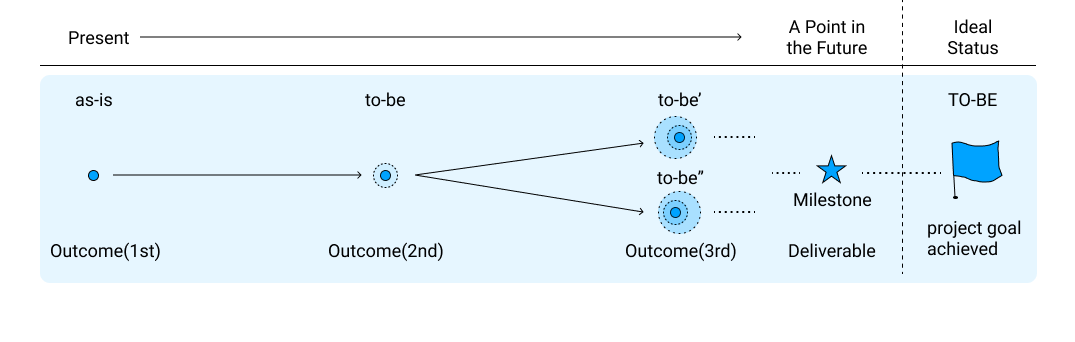 Present
A Point in
the Future
Ideal
Status
as-is
to-be
to-be’
to-be”
TO-BE
Milestone
Outcome(1st)
Outcome(2nd)
Outcome(3rd)
Deliverable
project goal
achieved